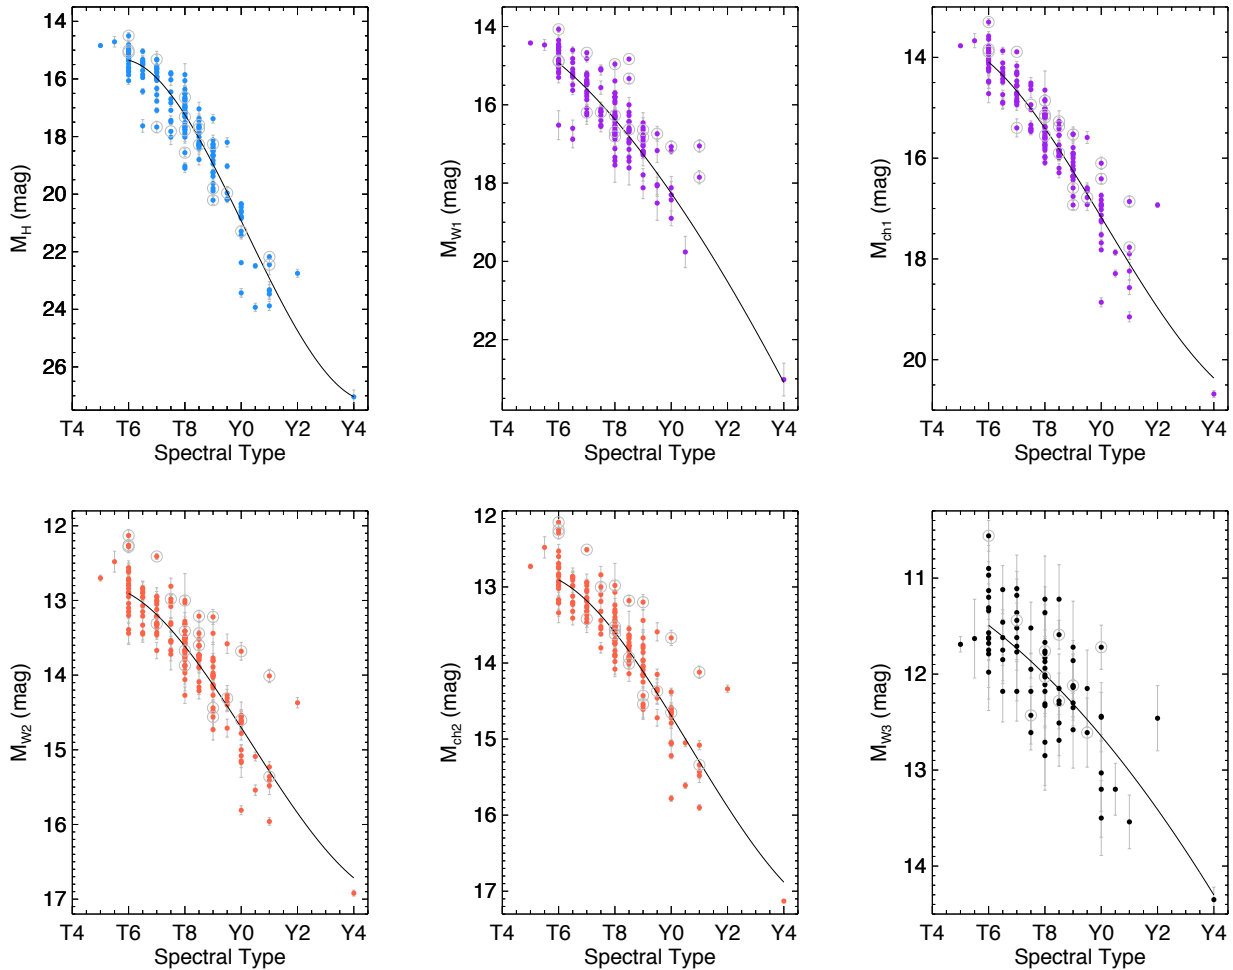 14
16
18
20
22
24
26
M_H (mag)
T4 T6 T8 Y0 Y2 Y4
Spectral Type
14
16
18
20
22
M_W1 (mag)
T4 T6 T8 Y0 Y2 Y4
Spectral Type
14
16
18
20
M_ch1 (mag)
T4 T6 T8 Y0 Y2 Y4
Spectral Type
12
13
14
15
16
17
M_W2 (mag)
T4 T6 T8 Y0 Y2 Y4
Spectral Type
12
13
14
15
16
17
M_ch2 (mag)
T4 T6 T8 Y0 Y2 Y4
Spectral Type
11
12
13
14
M_W3 (mag)
T4 T6 T8 Y0 Y2 Y4
Spectral Type